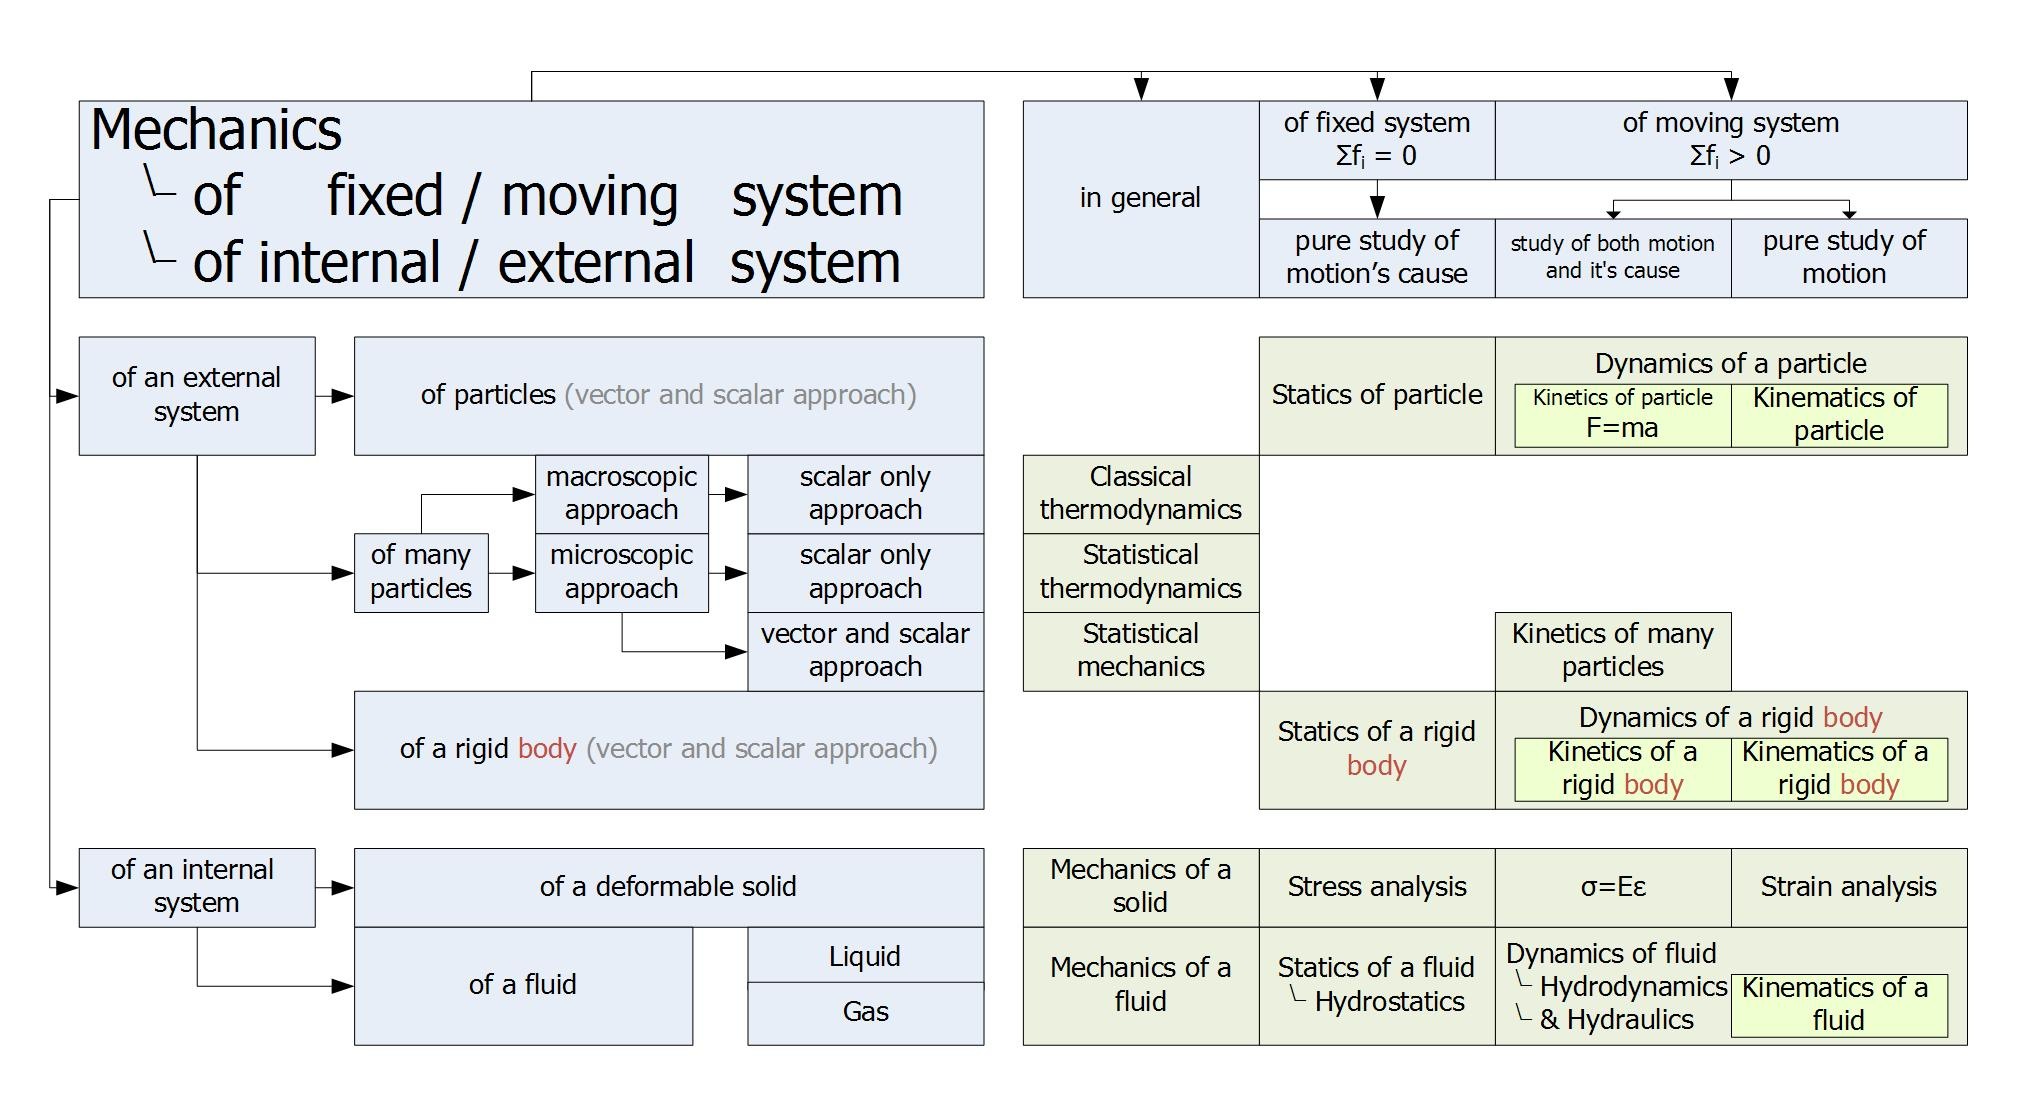 Mechanics
of fixed / moving system
of internal / external system
in general
of fixed system
Σfi = 0
of moving system
Σfi > 0
pure study of
motion’s cause
study of both motion
and it's cause
pure study of
motion
of an external
system
of particles (vector and scalar approach)
Statics of particle
Dynamics of a particle
Kinetics of particle
F=ma
Kinematics of
particle
of many
particles
macroscopic
approach
scalar only
approach
Classical
thermodynamics
microscopic
approach
scalar only
approach
Statistical
thermodynamics
vector and scalar
approach
Statistical
mechanics
Kinetics of many
particles
of a rigid body (vector and scalar approach)
Statics of a rigid
body
Dynamics of a rigid body
Kinetics of a
rigid body
Kinematics of a
rigid body
of an internal
system
of a deformable solid
Mechanics of a
solid
Stress analysis
σ=Eε
Strain analysis
of a fluid
Liquid
Gas
Mechanics of a
fluid
Statics of a fluid
Hydrostatics
Dynamics of fluid
Hydrodynamics
& Hydraulics
Kinematics of a
fluid